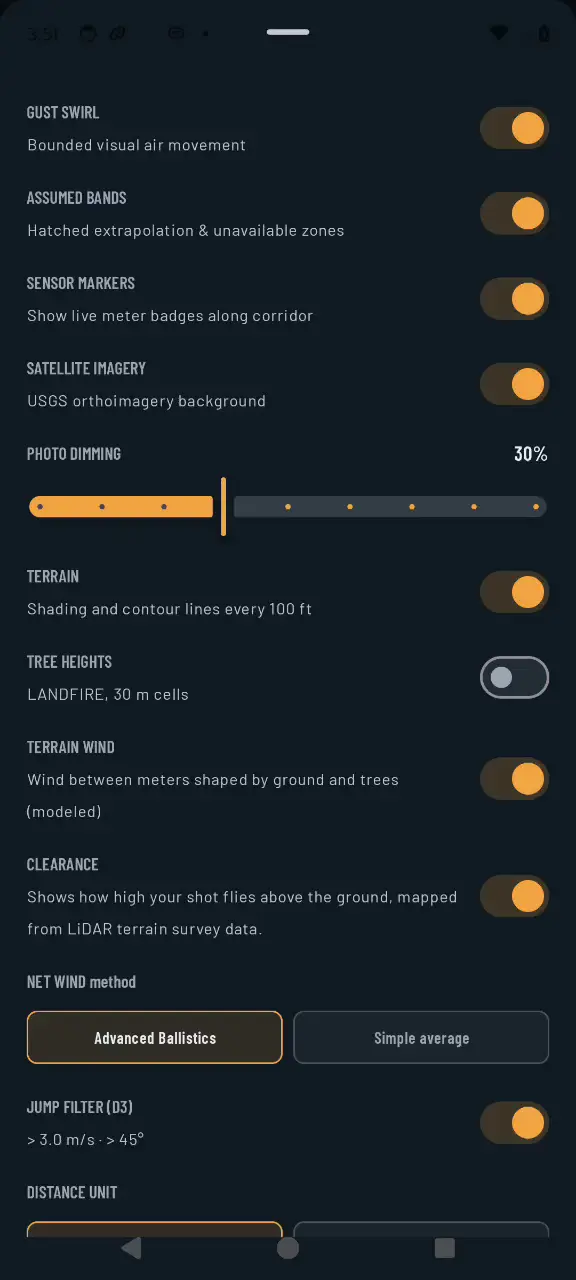 3:51
GUST SWIRL
Bounded visual air movement
ASSUMED BANDS
Hatched extrapolation & unavailable zones
SENSOR MARKERS
Show live meter badges along corridor
SATELLITE IMAGERY
USGS orthoimagery background
PHOTO DIMMING
30%
TERRAIN
Shading and contour lines every 100 ft
TREE HEIGHTS
LANDFIRE, 30 m cells
TERRAIN WIND
Wind between meters shaped by ground and trees
(modeled)
CLEARANCE
Shows how high your shot flies above the ground, mapped
from LiDAR terrain survey data.
NET WIND method
Advanced Ballistics
Simple average
JUMP FILTER (D3)
> 3.0 m/s · > 45°
DISTANCE UNIT